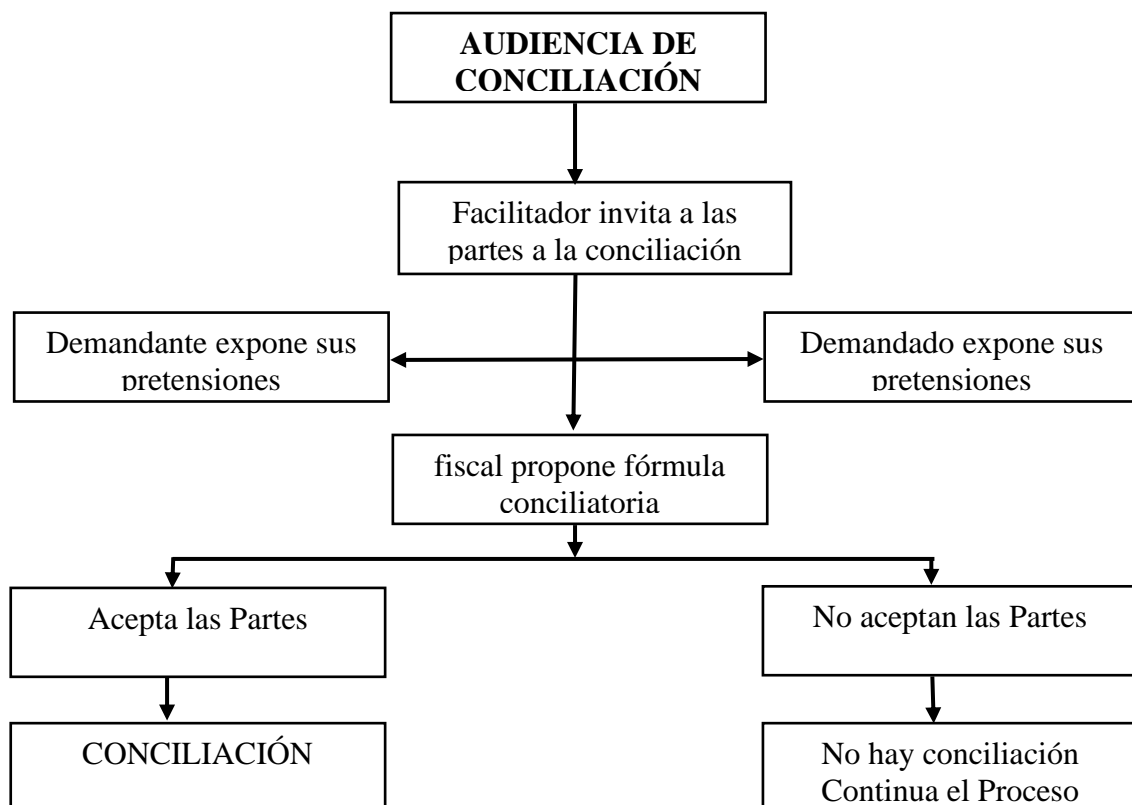 AUDIENCIA DE
CONCILIACIÓN
Facilitador invita a las
partes a la conciliación
Demandante expone sus
pretensiones
Demandado expone sus
pretensiones
fiscal propone fórmula
conciliatoria
Acepta las Partes
No aceptan las Partes
CONCILIACIÓN
No hay conciliación
Continua el Proceso